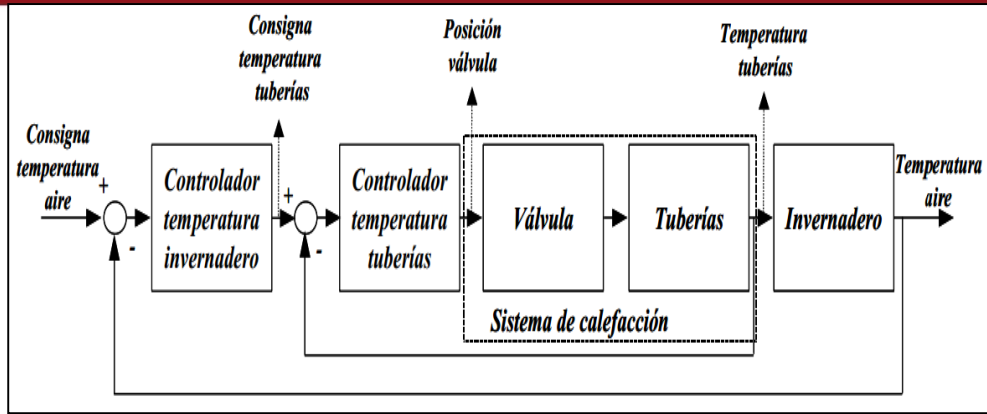 Consigna
temperatura
tuberías
Posición
válvula
Temperatura
tuberías
Consigna
temperatura
aire
+
-
Controlador
temperatura
invernadero
+
-
Controlador
temperatura
tuberías
Válvula
Tuberías
Invernadero
Temperatura
aire
Sistema de calefacción